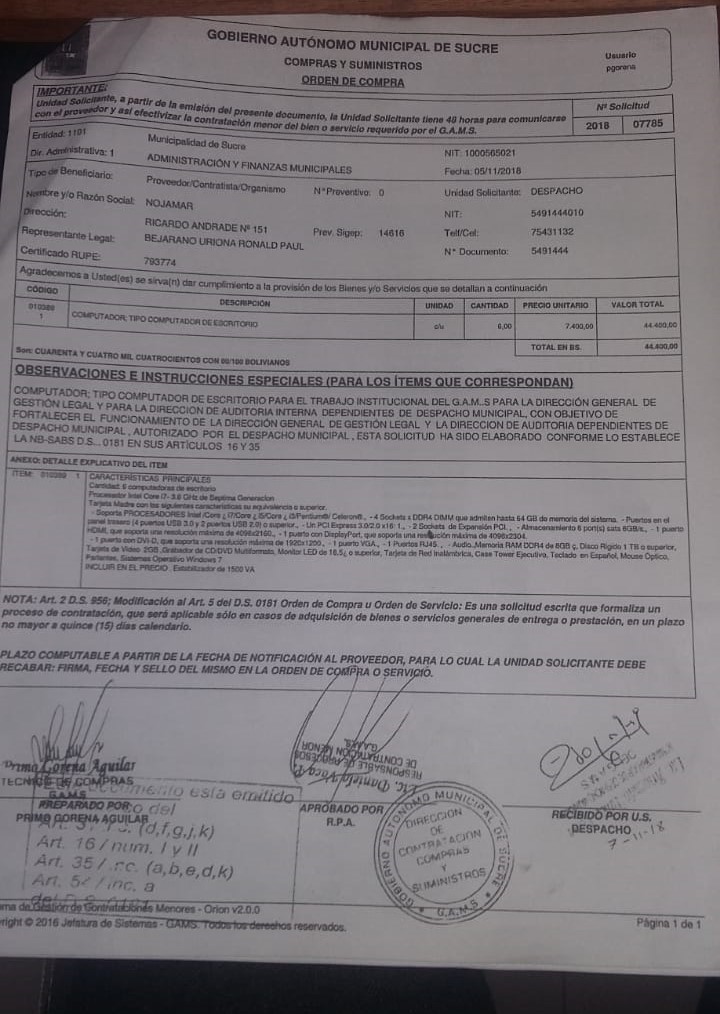 GOBIERNO AUTÓNOMO MUNICIPAL DE SUCRE
COMPRAS Y SUMINISTROS
ORDEN DE COMPRA
Usuario
pgorena
IMPORTANTE:
Unidad Solicitante, a partir de la emisión del presente documento, la Unidad Solicitante tiene 48 horas para comunicarse
con el proveedor y así efectivizar la contratación menor del bien o servicio requerido por el G.A.M.S.
Nº Solicitud
2018 07785
Entidad: 1101 Municipalidad de Sucre NIT: 1000565021
Dir. Administrativa: 1 ADMINISTRACIÓN Y FINANZAS MUNICIPALES Fecha: 05/11/2018
Tipo de Beneficiario: Proveedor/Contratista/Organismo N°Preventivo: 0 Unidad Solicitante: DESPACHO
Nombre y/o Razón Social: NOJAMAR NIT: 5491444010
Dirección: RICARDO ANDRADE Nº 151 Prev. Sigep: 14616 Telf/Cel: 75431132
Representante Legal: BEJARANO URIONA RONALD PAUL N° Documento: 5491444
Certificado RUPE: 793774
Agradecemos a Usted(es) se sirva(n) dar cumplimiento a la provisión de los Bienes y/o Servicios que se detallan a continuación
CÓDIGO DESCRIPCIÓN UNIDAD CANTIDAD PRECIO UNITARIO VALOR TOTAL
010389 COMPUTADOR; TIPO COMPUTADOR DE ESCRITORIO c/u 6,00 7.400,00 44.400,00
1
TOTAL EN BS. 44.400,00
Son: CUARENTA Y CUATRO MIL CUATROCIENTOS CON 00/100 BOLIVIANOS
OBSERVACIONES E INSTRUCCIONES ESPECIALES (PARA LOS ÍTEMS QUE CORRESPONDAN)
COMPUTADOR; TIPO COMPUTADOR DE ESCRITORIO PARA EL TRABAJO INSTITUCIONAL DEL G.A.M..S PARA LA DIRECCIÓN GENERAL DE
GESTIÓN LEGAL Y PARA LA DIRECCION DE AUDITORIA INTERNA DEPENDIENTES DE DESPACHO MUNICIPAL, CON OBJETIVO DE
FORTALECER EL FUNCIONAMIENTO DE LA DIRECCIÓN GENERAL DE GESTIÓN LEGAL Y LA DIRECCION DE AUDITORIA DEPENDIENTES DE
DESPACHO MUNICIPAL, AUTORIZADO POR EL DESPACHO MUNICIPAL, ESTA SOLICITUD HA SIDO ELABORADO CONFORME LO ESTABLECE
LA NB-SABS D.S... 0181 EN SUS ARTÍCULOS 16 Y 35
ANEXO: DETALLE EXPLICATIVO DEL ITEM
ITEM: 010389 1 CARACTERÍSTICAS PRINCIPALES
Cantidad: 6 computadoras de escritorio
Procesador Intel Core i7- 3.6 GHz de Septima Generacion
Tarjeta Madre con las siguientes características su equivalencia o superior.
- Soporta PROCESADORES Intel /Core ¿ i7/Core ¿ i5/Core ¿ i3/Pentium®/ Celeron®., - 4 Sockets x DDR4 DIMM que admiten hasta 64 GB de memoria del sistema. - Puertos en el
panel trasero (4 puertos USB 3.0 y 2 puertos USB 2.0) o superior., - Un PCI Express 3.0/2.0 x16: 1., - 2 Sockets de Expansión PCI., - Almacenamiento 6 port(s) sata 6GB/s., - 1 puerto
HDMI, que soporta una resolución máxima de 4096x2160., - 1 puerto con DisplayPort, que soporta una resolución máxima de 4096x2304.
- 1 puerto con DVI-D, que soporta una resolución máxima de 1920x1200., - 1 puerto VGA., - 1 Puertos RJ45., - Audio.,Memoria RAM DDR4 de 8GB ¿, Disco Rigido 1 TB o superior,
Tarjeta de Video 2GB ,Grabador de CD/DVD Multiformato, Monitor LED de 18,5¿ o superior, Tarjeta de Red Inalámbrica, Case Tower Ejecutiva, Teclado en Español, Mouse Óptico,
Parlantes, Sistema Operativo Windows 7
INCLUIR EN EL PRECIO Estabilizador de 1500 VA
NOTA: Art. 2 D.S. 956; Modificación al Art. 5 del D.S. 0181 Orden de Compra u Orden de Servicio: Es una solicitud escrita que formaliza un
proceso de contratación, que será aplicable sólo en casos de adquisición de bienes o servicios generales de entrega o prestación, en un plazo
no mayor a quince (15) días calendario.
PLAZO COMPUTABLE A PARTIR DE LA FECHA DE NOTIFICACIÓN AL PROVEEDOR, PARA LO CUAL LA UNIDAD SOLICITANTE DEBE
RECABAR: FIRMA, FECHA Y SELLO DEL MISMO EN LA ORDEN DE COMPRA O SERVICIO.
Primo Gorena Aguilar
TECNICO DE COMPRAS
GAMS
documento está emitido
PREPARADO POR:
PRIMO GORENA AGUILAR
(d,f,g,j,k)
Art. 16 / num. I y II
Art. 35 / inc. (a,b,e,d,k)
Art. 52 / inc. a
RESPONSABLE DE PROCESOS
DE CONTRATACIÓN MENOR
G.A.M.S.
APROBADO POR
R.P.A.
GOBIERNO AUTONOMO MUNICIPAL DE SUCRE
DIRECCION
DE
CONTRATACION
COMPRAS
Y
SUMINISTROS
G.A.M.S
RECIBIDO POR U.S.
DESPACHO
7-11-18
ma de Gestión de Contrataciones Menores - Orion v2.0.0
right © 2016 Jefatura de Sistemas - GAMS. Todos los derechos reservados.
Página 1 de 1